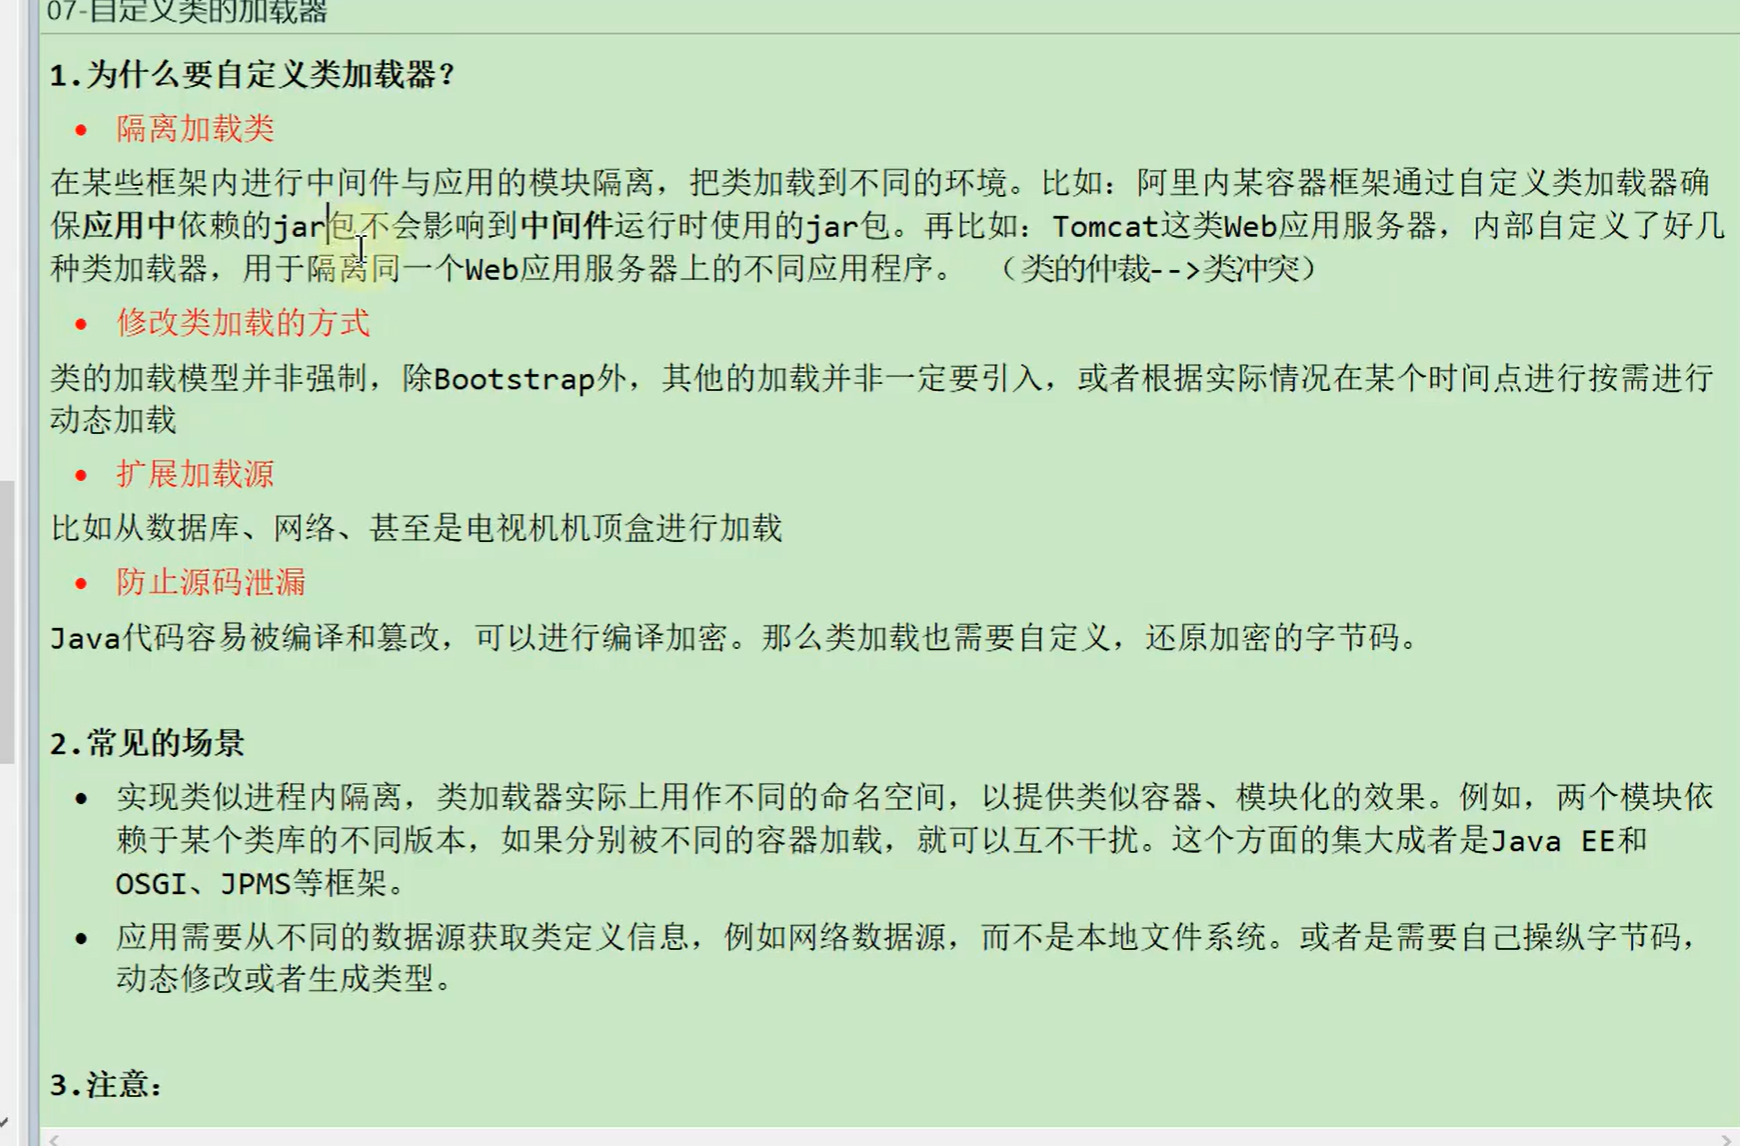 07-自定义类的加载器
1.为什么要自定义类加载器?
• 隔离加载类
在某些框架内进行中间件与应用的模块隔离，把类加载到不同的环境。比如：阿里内某容器框架通过自定义类加载器确
保应用中依赖的jar包不会影响到中间件运行时使用的jar包。再比如：Tomcat这类Web应用服务器，内部自定义了好几
种类加载器，用于隔离同一个Web应用服务器上的不同应用程序。 （类的仲裁-->类冲突）
• 修改类加载的方式
类的加载模型并非强制，除Bootstrap外，其他的加载并非一定要引入，或者根据实际情况在某个时间点进行按需进行
动态加载
• 扩展加载源
比如从数据库、网络、甚至是电视机机顶盒进行加载
• 防止源码泄漏
Java代码容易被编译和篡改，可以进行编译加密。那么类加载也需要自定义，还原加密的字节码。
2.常见的场景
• 实现类似进程内隔离，类加载器实际上用作不同的命名空间，以提供类似容器、模块化的效果。例如，两个模块依
赖于某个类库的不同版本，如果分别被不同的容器加载，就可以互不干扰。这个方面的集大成者是Java EE和
OSGI、JPMS等框架。
• 应用需要从不同的数据源获取类定义信息，例如网络数据源，而不是本地文件系统。或者是需要自己操纵字节码，
动态修改或者生成类型。
3.注意：